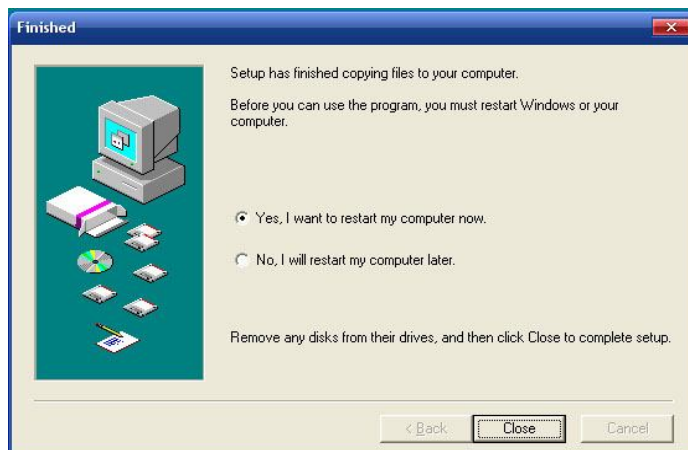 Finished
Setup has finished copying files to your computer.
Before you can use the program, you must restart Windows or your
computer.
Yes, I want to restart my computer now.
No, I will restart my computer later.
Remove any disks from their drives, and then click Close to complete setup.
< Back
Close
Cancel